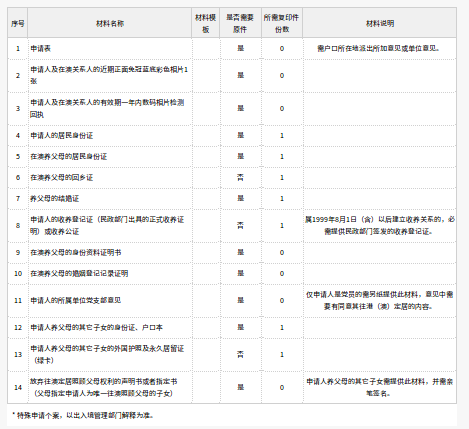 序号 材料名称 材料模板 是否需要原件 所需复印件份数 材料说明
1 申请表 是 0 需户口所在地派出所加意见或单位意见。
2 申请人及在澳关系人的近期正面免冠蓝底彩色相片1
张 是 0
3 申请人及在澳关系人的有效期一年内数码相片检测
回执 是 0
4 申请人的居民身份证 是 1
5 在澳养父母的居民身份证 是 1
6 在澳养父母的回乡证 否 1
7 养父母的结婚证 是 1
8 申请人的收养登记证（民政部门出具的正式收养证
明）或收养公证 否 1 属1999年8月1日（含）以后建立收养关系的，必
需提供民政部门签发的收养登记证。
9 在澳养父母的身份资料证明书 是 0
10 在澳养父母的婚姻登记记录证明 是 0
11 申请人的所属单位党支部意见 是 0 仅申请人是党员的需另纸提供此材料，意见中需
要有同意其往港（澳）定居的内容。
12 申请人养父母的其它子女的身份证、户口本 是 1
13 申请人养父母的其它子女的外国护照及永久居留证
（绿卡） 否 1
14 放弃往澳定居照顾父母权利的声明书或者指定书
（父母指定申请人为唯一往澳照顾父母的子女） 是 0 申请人养父母的其它子女需提供此材料，并需亲
笔签名。
* 特殊申请个案，以出入境管理部门解释为准。